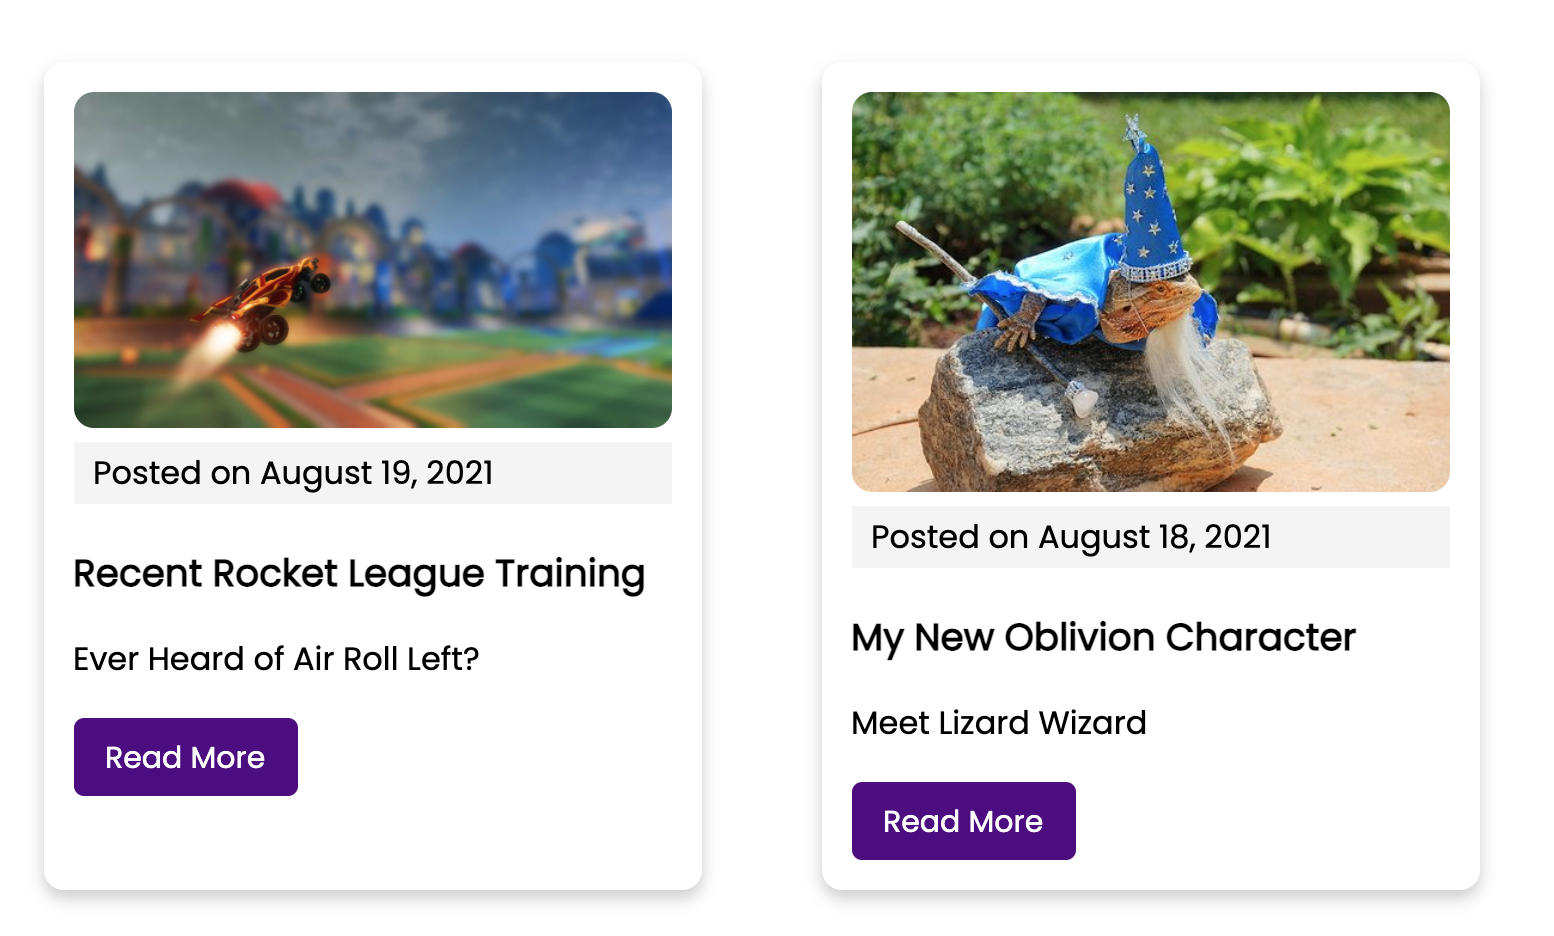 Posted on August 19, 2021
Recent Rocket League Training
Ever Heard of Air Roll Left?
Read More
Posted on August 18, 2021
My New Oblivion Character
Meet Lizard Wizard
Read More